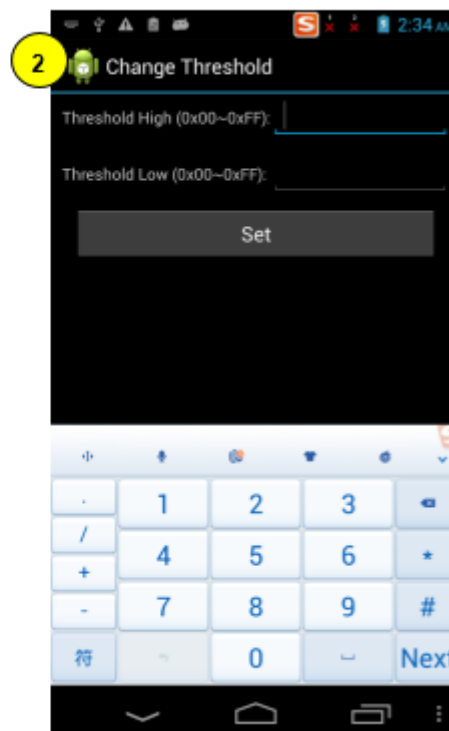 2:34 AM
2
Change Threshold
Threshold High (0x00~0xFF):
Threshold Low (0x00~0xFF):
Set
.
1
2
3
/
4
5
6
*
+
-
7
8
9
#
符
0
Next